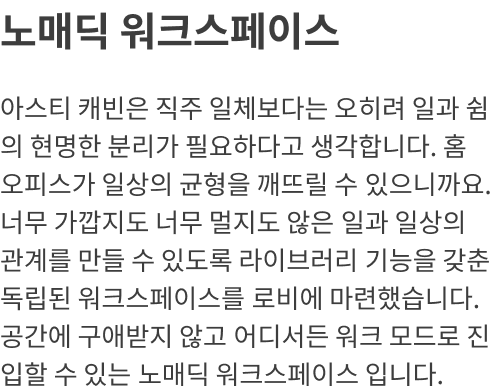 노매딕 워크스페이스
아스티 캐빈은 직주 일체보다는 오히려 일과 쉼
의 현명한 분리가 필요하다고 생각합니다. 홈
오피스가 일상의 균형을 깨뜨릴 수 있으니까요.
너무 가깝지도 너무 멀지도 않은 일과 일상의
관계를 만들 수 있도록 라이브러리 기능을 갖춘
독립된 워크스페이스를 로비에 마련했습니다.
공간에 구애받지 않고 어디서든 워크 모드로 진
입할 수 있는 노매딕 워크스페이스 입니다.